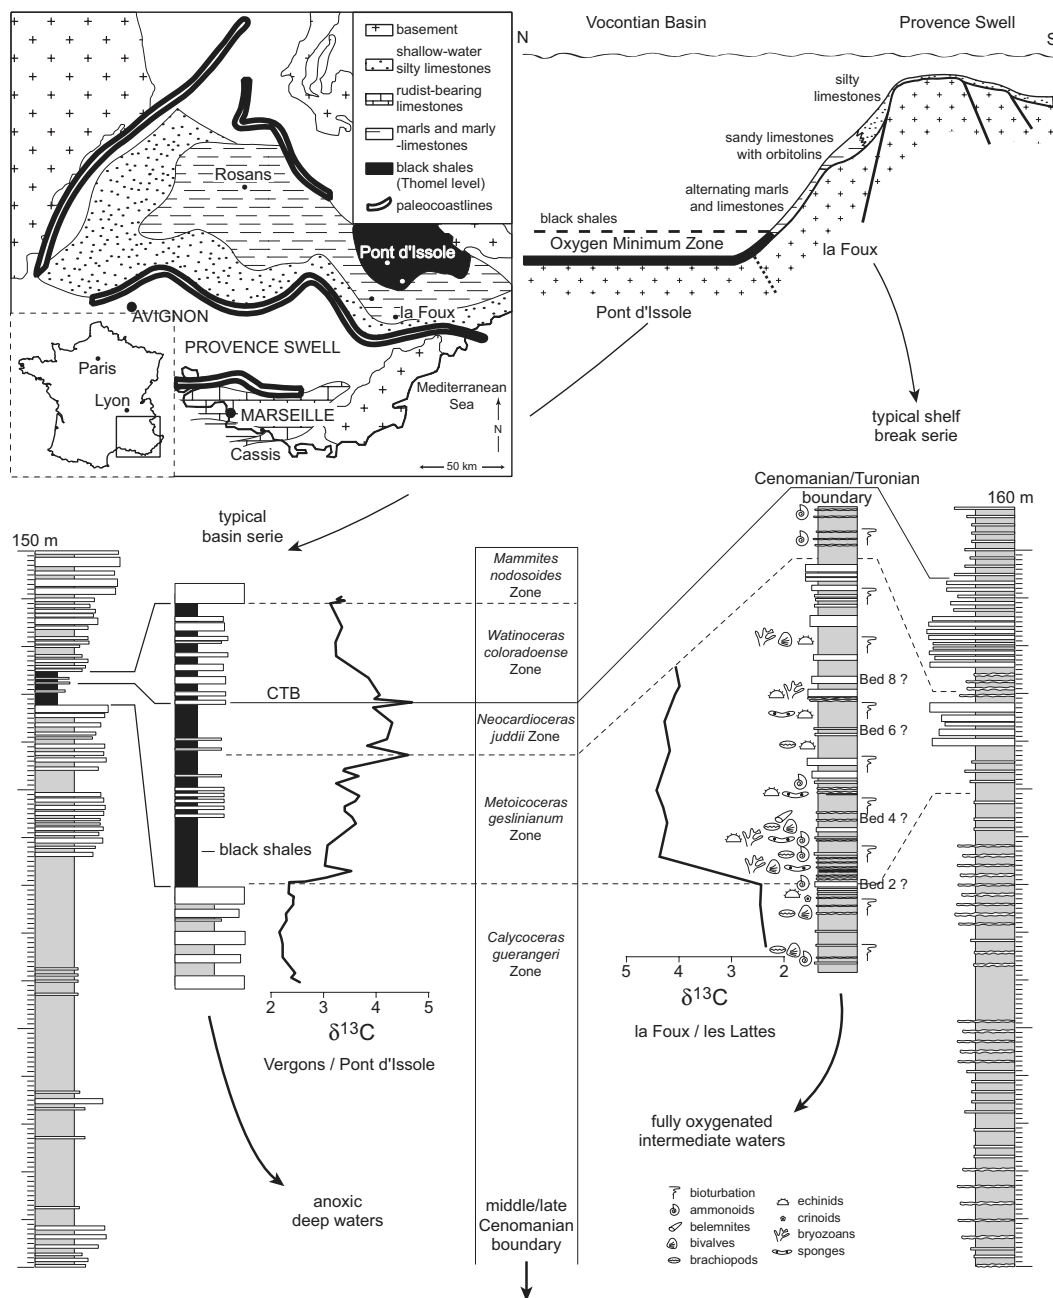 basement
shallow-water
silty limestones
rudist-bearing
limestones
marls and marly
-limestones
black shales
(Thomel level)
paleocoastlines
Rosans
Pont d'Issole
la Foux
AVIGNON
PROVENCE SWELL
Paris
Lyon
MARSEILLE
Cassis
Mediterranean
Sea
N
50 km
Vocontian Basin
Provence Swell
N
S
silty
limestones
sandy limestones
with orbitolins
alternating marls
and limestones
black shales
Oxygen Minimum Zone
la Foux
Pont d'Issole
typical shelf
break serie
typical
basin serie
Cenomanian/Turonian
boundary
150 m
160 m
Mammites
nodosoides
Zone
Watinoceras
coloradoense
Zone
CTB
Neocardioceras
juddii Zone
Metoicoceras
geslinianum
Zone
black shales
Calycoceras
guerangeri
Zone
Bed 8 ?
Bed 6 ?
Bed 4 ?
Bed 2 ?
2 3 4 5
δ13C
Vergons / Pont d'Issole
5 4 3 2
δ13C
la Foux / les Lattes
fully oxygenated
intermediate waters
anoxic
deep waters
middle/late
Cenomanian
boundary
bioturbation
ammonoids
belemnites
bivalves
brachiopods
echinids
crinoids
bryozoans
sponges